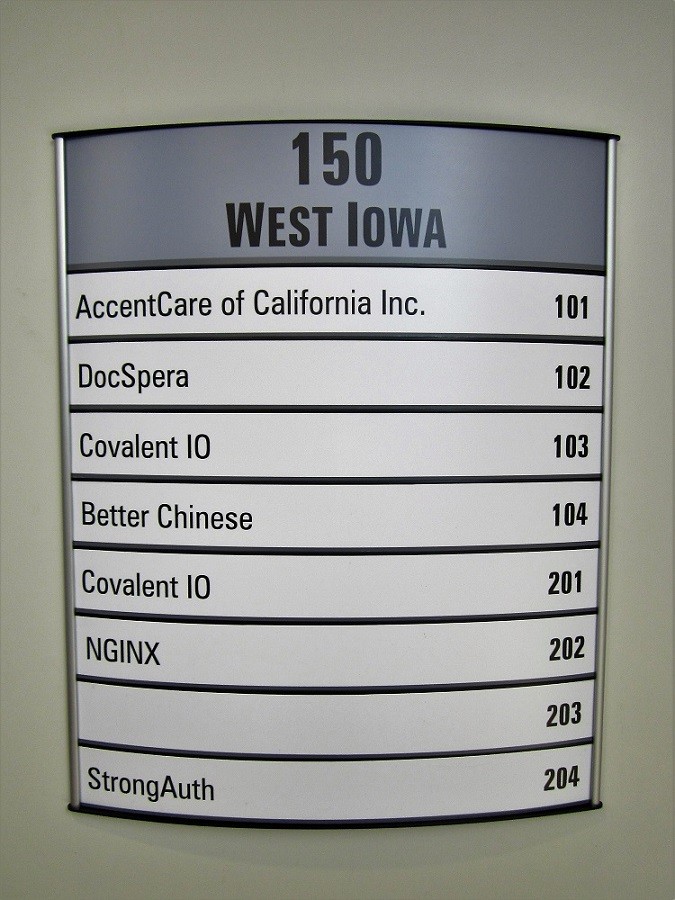 150
WEST IOWA
AccentCare of California Inc. 101
DocSpera 102
Covalent IO 103
Better Chinese 104
Covalent IO 201
NGINX 202
203
StrongAuth 204